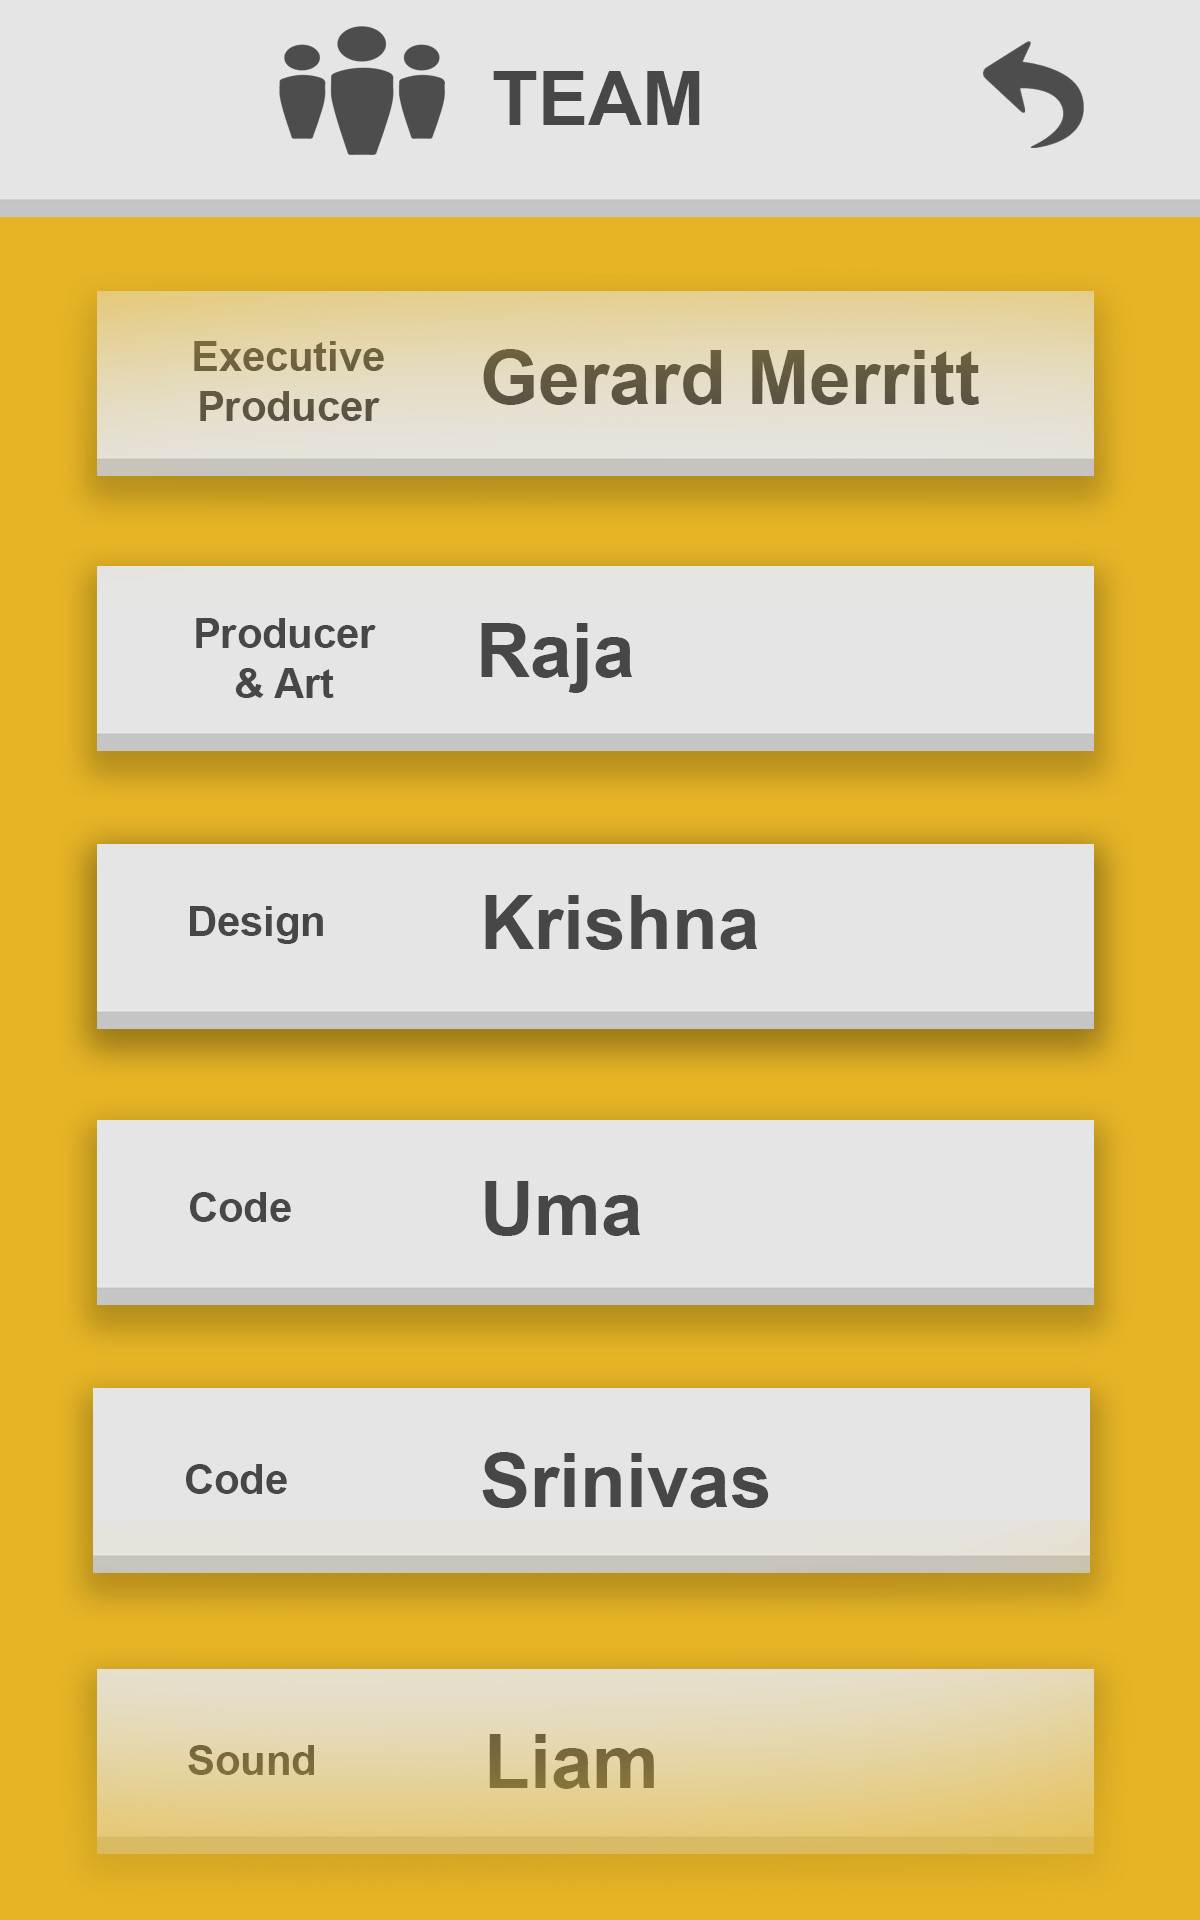 TEAM
Executive
Producer
Gerard Merritt
Producer
& Art
Raja
Design
Krishna
Code
Uma
Code
Srinivas
Sound
Liam